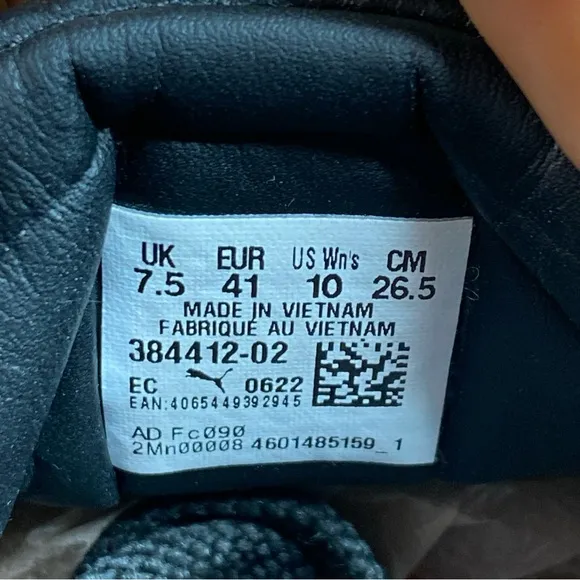 UK EUR US Wn's CM
7.5 41 10 26.5
MADE IN VIETNAM
FABRIQUÉ AU VIETNAM
384412-02
EC 0622
EAN:4065449392945
AD Fc090
2Mn00008 4601485159_1